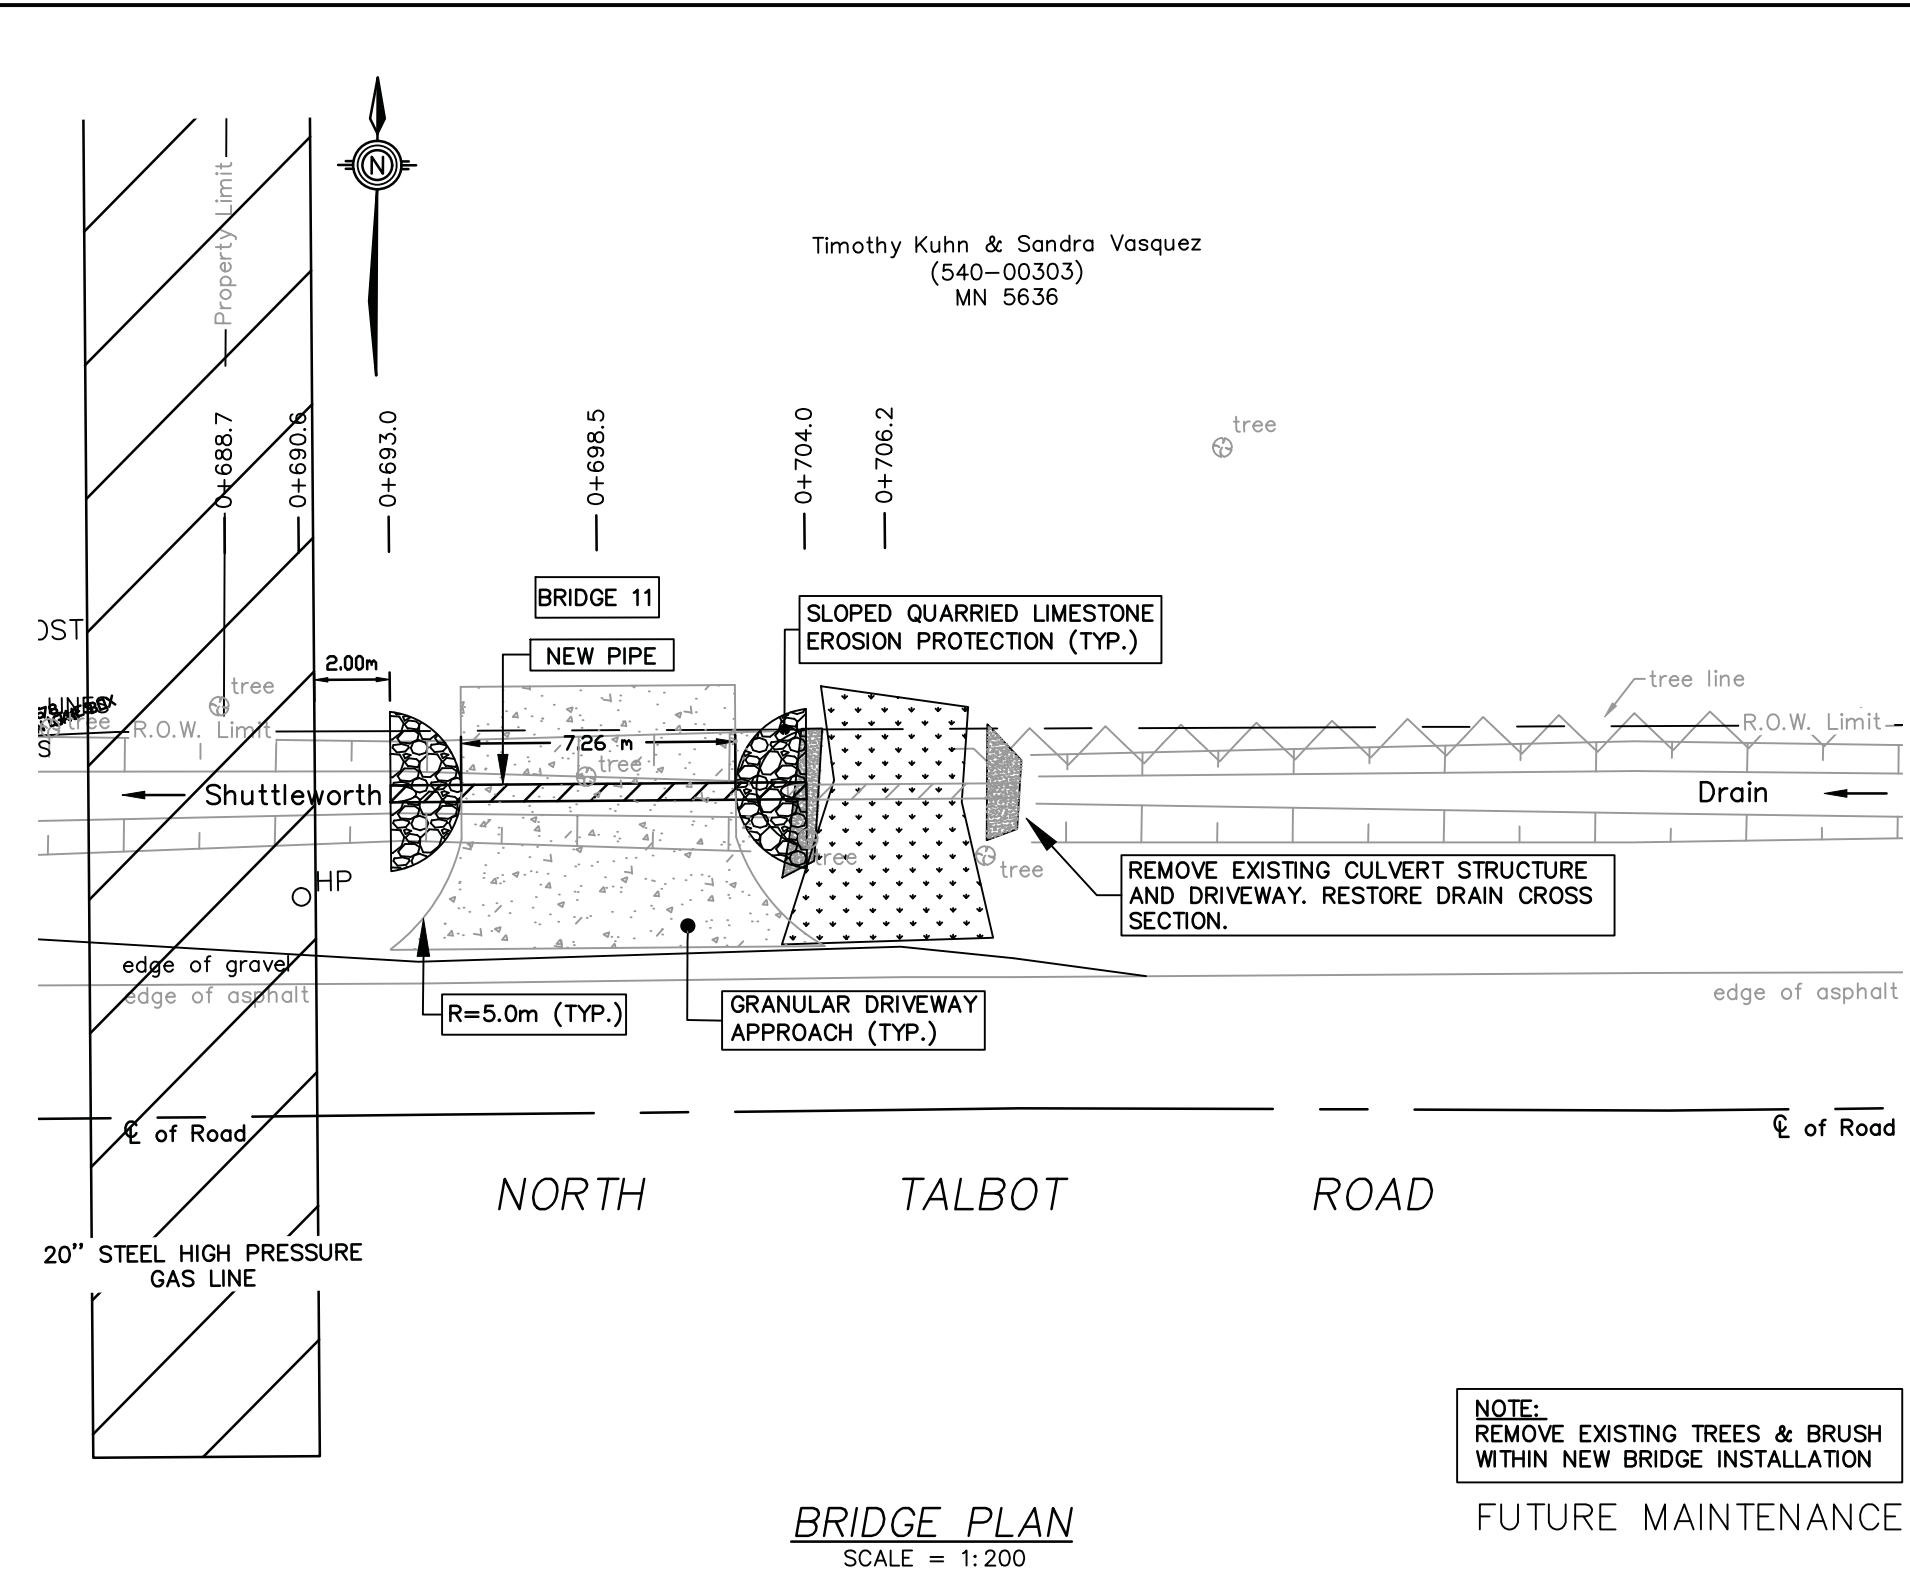 N
Property Limit
Timothy Kuhn & Sandra Vasquez
(540-00303)
MN 5636
0+688.7
0+690.6
0+693.0
0+698.5
0+704.0
0+706.2
tree
BRIDGE 11
NEW PIPE
SLOPED QUARRIED LIMESTONE
EROSION PROTECTION (TYP.)
OST
2.00m
tree
tree
R.O.W. Limit
7.26 m
tree
tree line
R.O.W. Limit
Shuttleworth
Drain
tree
tree
HP
REMOVE EXISTING CULVERT STRUCTURE
AND DRIVEWAY. RESTORE DRAIN CROSS
SECTION.
edge of gravel
edge of asphalt
edge of asphalt
R=5.0m (TYP.)
GRANULAR DRIVEWAY
APPROACH (TYP.)
℄ of Road
℄ of Road
NORTH TALBOT ROAD
20" STEEL HIGH PRESSURE
GAS LINE
NOTE:
REMOVE EXISTING TREES & BRUSH
WITHIN NEW BRIDGE INSTALLATION
FUTURE MAINTENANCE
BRIDGE PLAN
SCALE = 1:200